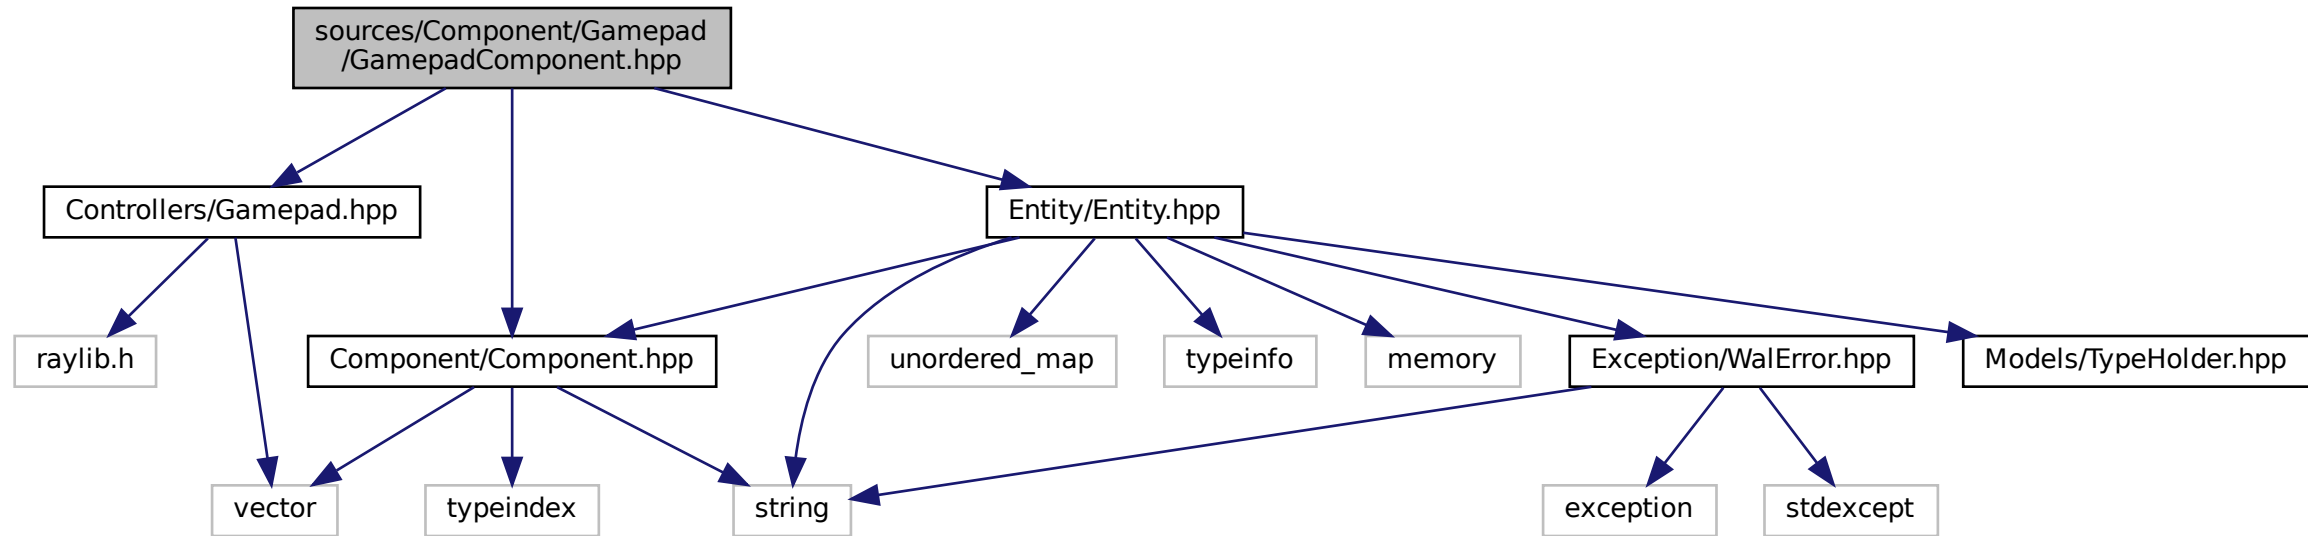 sources/Component/Gamepad
/GamepadComponent.hpp
Controllers/Gamepad.hpp
Entity/Entity.hpp
raylib.h
Component/Component.hpp
unordered_map
typeinfo
memory
Exception/WalError.hpp
Models/TypeHolder.hpp
vector
typeindex
string
exception
stdexcept